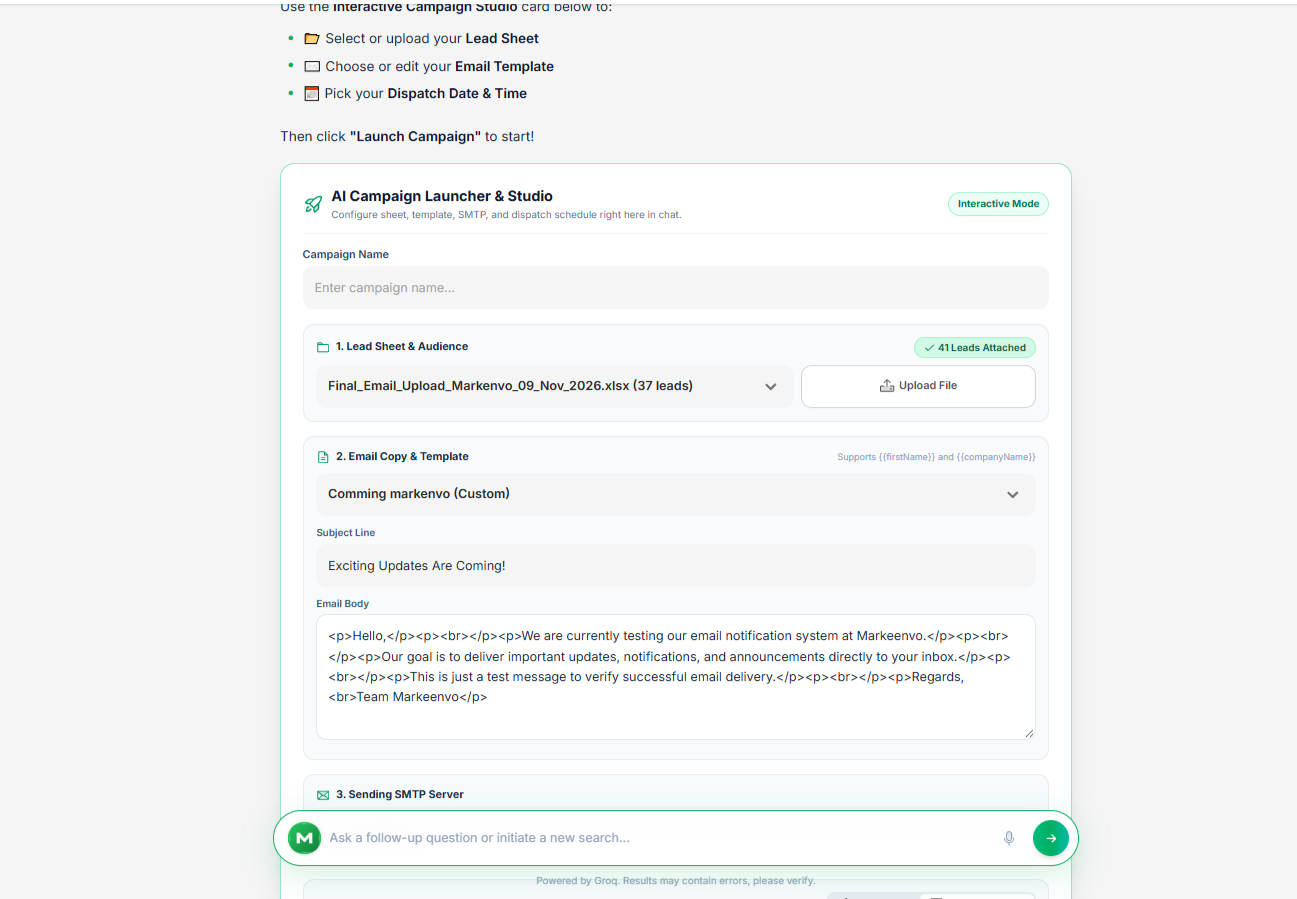 Use the Interactive Campaign Studio card below to:
Select or upload your Lead Sheet
Choose or edit your Email Template
Pick your Dispatch Date & Time
Then click "Launch Campaign" to start!
AI Campaign Launcher & Studio
Configure sheet, template, SMTP, and dispatch schedule right here in chat.
Interactive Mode
Campaign Name
Enter campaign name...
1. Lead Sheet & Audience
✓ 41 Leads Attached
Final_Email_Upload_Markenvo_09_Nov_2026.xlsx (37 leads)
Upload File
2. Email Copy & Template
Supports {{firstName}} and {{companyName}}
Comming markenvo (Custom)
Subject Line
Exciting Updates Are Coming!
Email Body
<p>Hello,</p><p><br></p><p>We are currently testing our email notification system at Markeenvo.</p><p><br>
</p><p>Our goal is to deliver important updates, notifications, and announcements directly to your inbox.</p><p>
<br></p><p>This is just a test message to verify successful email delivery.</p><p><br></p><p>Regards,
<br>Team Markeenvo</p>
3. Sending SMTP Server
M
Ask a follow-up question or initiate a new search...
Powered by Groq. Results may contain errors, please verify.